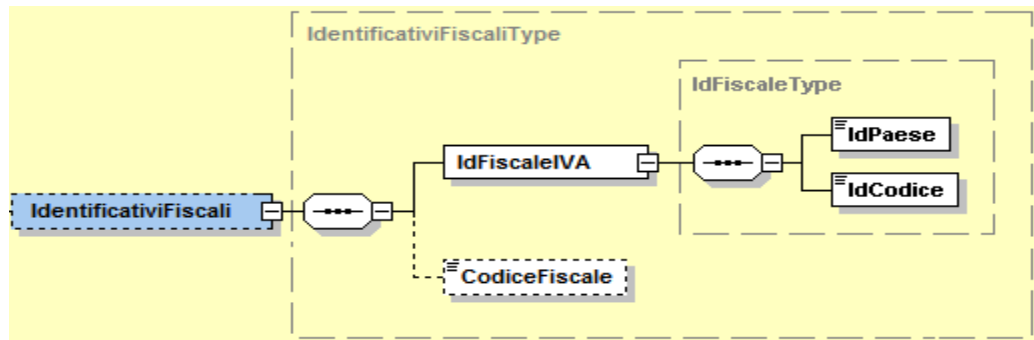 IdentificativiFiscaliType
IdFiscaleType
IdPaese
IdFiscaleIVA
IdCodice
IdentificativiFiscali
CodiceFiscale